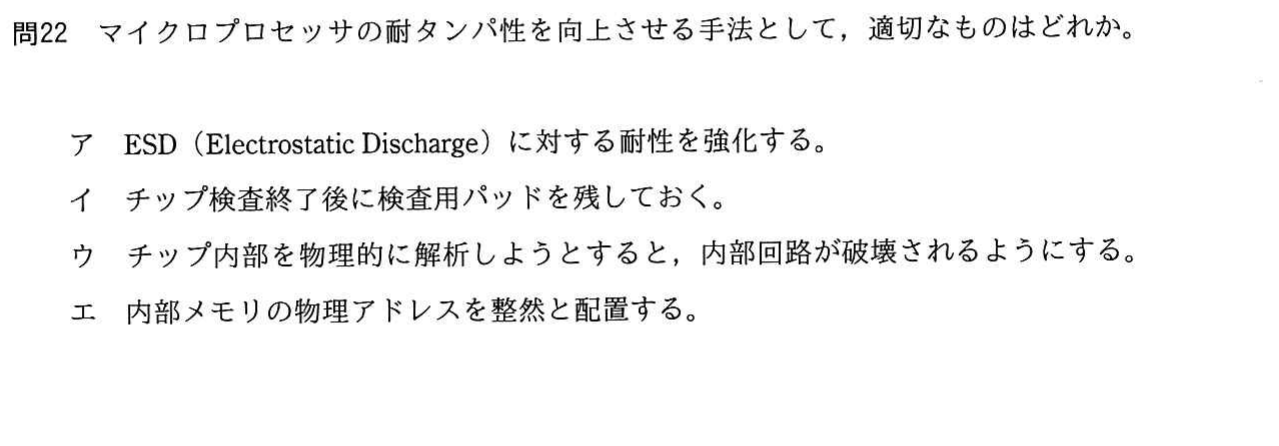 問22　マイクロプロセッサの耐タンパ性を向上させる手法として，適切なものはどれか。
ア　ESD（Electrostatic Discharge）に対する耐性を強化する。
イ　チップ検査終了後に検査用パッドを残しておく。
ウ　チップ内部を物理的に解析しようとすると，内部回路が破壊されるようにする。
エ　内部メモリの物理アドレスを整然と配置する。